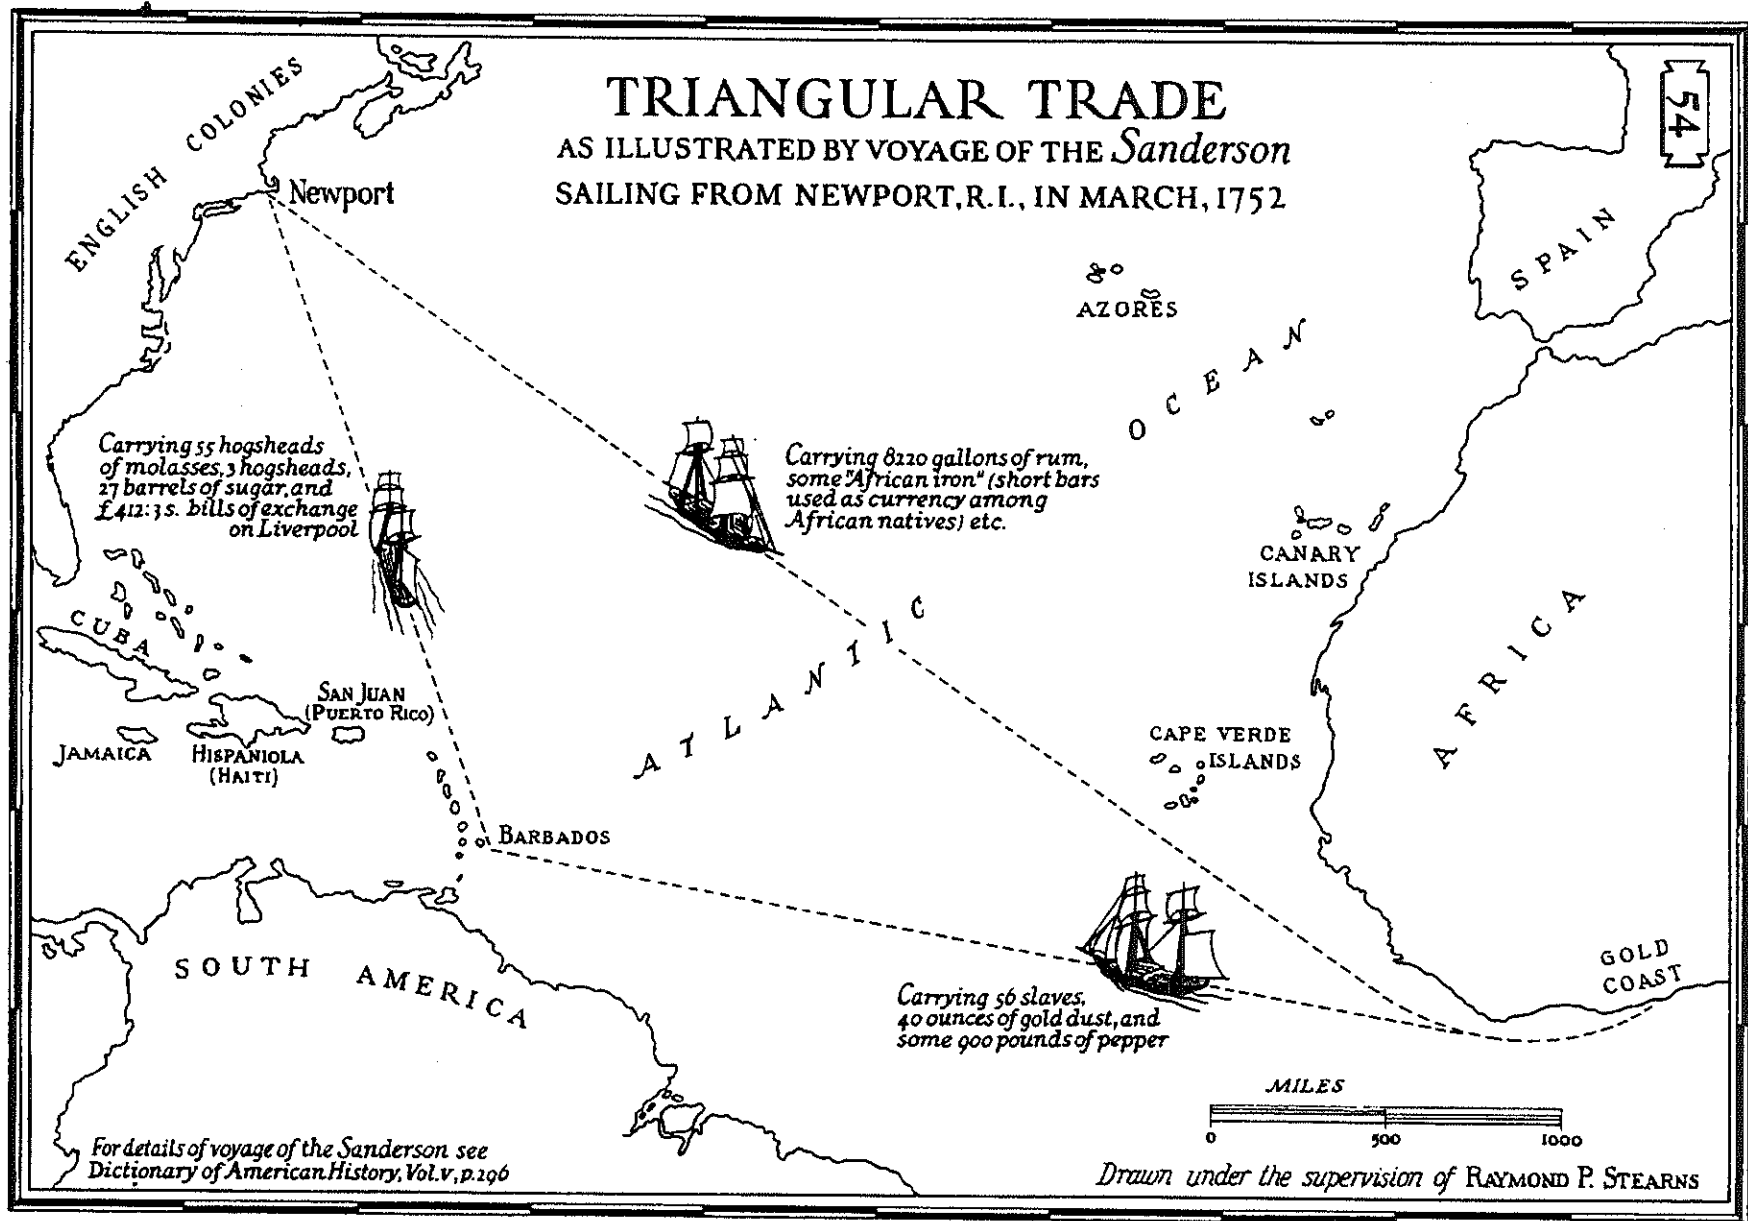 TRIANGULAR TRADE
AS ILLUSTRATED BY VOYAGE OF THE Sanderson
SAILING FROM NEWPORT, R.I., IN MARCH, 1752
54
ENGLISH COLONIES
Newport
SPAIN
AZORES
ATLANTIC OCEAN
Carrying 55 hogsheads
of molasses, 3 hogsheads,
27 barrels of sugar, and
£412:3s. bills of exchange
on Liverpool
Carrying 8220 gallons of rum,
some "African iron" (short bars
used as currency among
African natives) etc.
CANARY
ISLANDS
AFRICA
CUBA
SAN JUAN
(PUERTO RICO)
JAMAICA
HISPANIOLA
(HAITI)
CAPE VERDE
ISLANDS
BARBADOS
SOUTH AMERICA
GOLD
COAST
Carrying 56 slaves,
40 ounces of gold dust, and
some 900 pounds of pepper
MILES
0 500 1000
For details of voyage of the Sanderson see
Dictionary of American History, Vol. V, p. 296
Drawn under the supervision of RAYMOND P. STEARNS